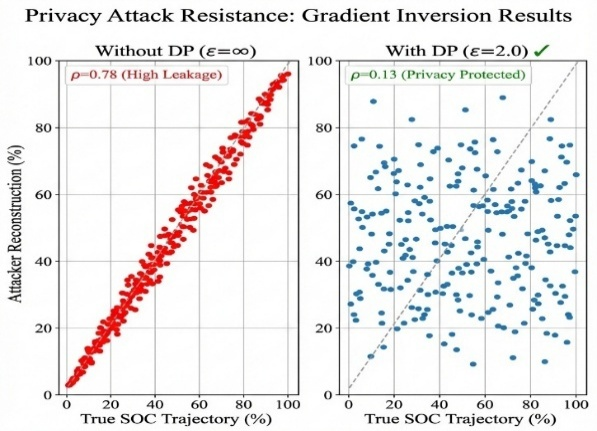 Privacy Attack Resistance: Gradient Inversion Results
Without DP (ε=∞)
With DP (ε=2.0) ✓
ρ=0.78 (High Leakage)
ρ=0.13 (Privacy Protected)
Attacker Reconstruction (%)
100
80
60
40
20
0
100
80
60
40
20
0
0 20 40 60 80 100
0 20 40 60 80 100
True SOC Trajectory (%)
True SOC Trajectory (%)